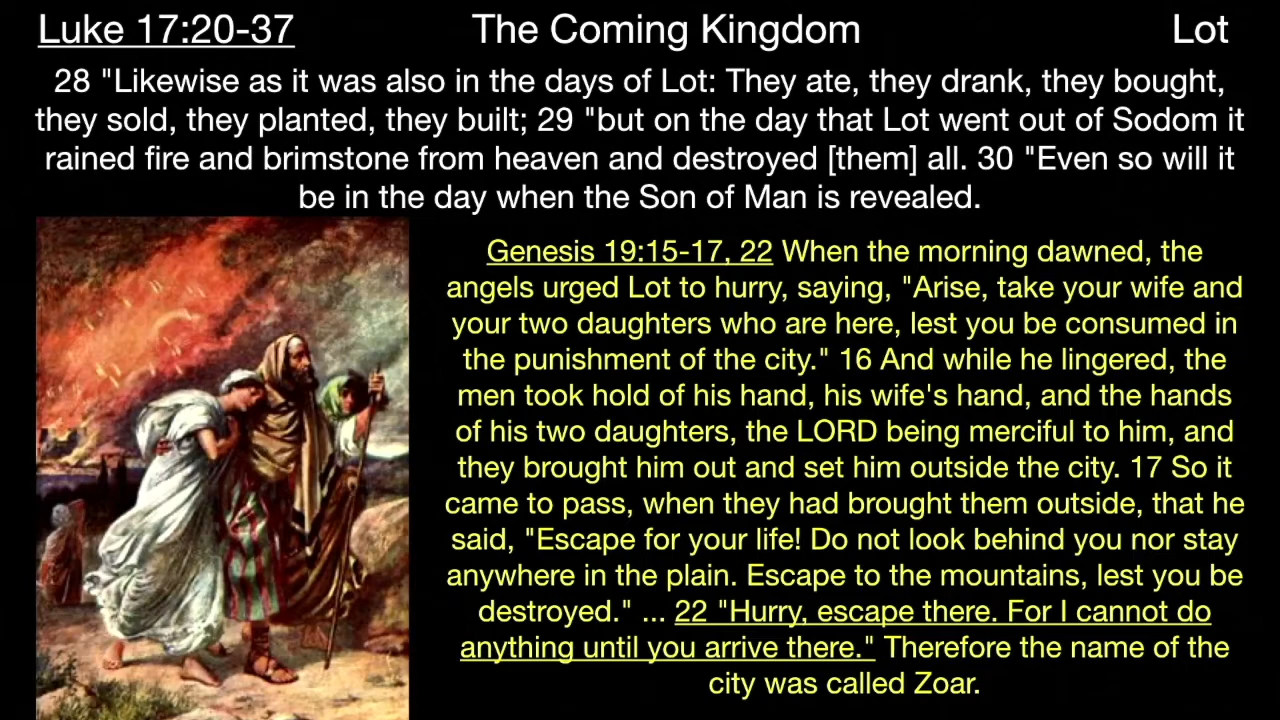 Luke 17:20-37 The Coming Kingdom Lot
28 "Likewise as it was also in the days of Lot: They ate, they drank, they bought,
they sold, they planted, they built; 29 "but on the day that Lot went out of Sodom it
rained fire and brimstone from heaven and destroyed [them] all. 30 "Even so will it
be in the day when the Son of Man is revealed.
Genesis 19:15-17, 22 When the morning dawned, the
angels urged Lot to hurry, saying, "Arise, take your wife and
your two daughters who are here, lest you be consumed in
the punishment of the city." 16 And while he lingered, the
men took hold of his hand, his wife's hand, and the hands
of his two daughters, the LORD being merciful to him, and
they brought him out and set him outside the city. 17 So it
came to pass, when they had brought them outside, that he
said, "Escape for your life! Do not look behind you nor stay
anywhere in the plain. Escape to the mountains, lest you be
destroyed." ... 22 "Hurry, escape there. For I cannot do
anything until you arrive there." Therefore the name of the
city was called Zoar.